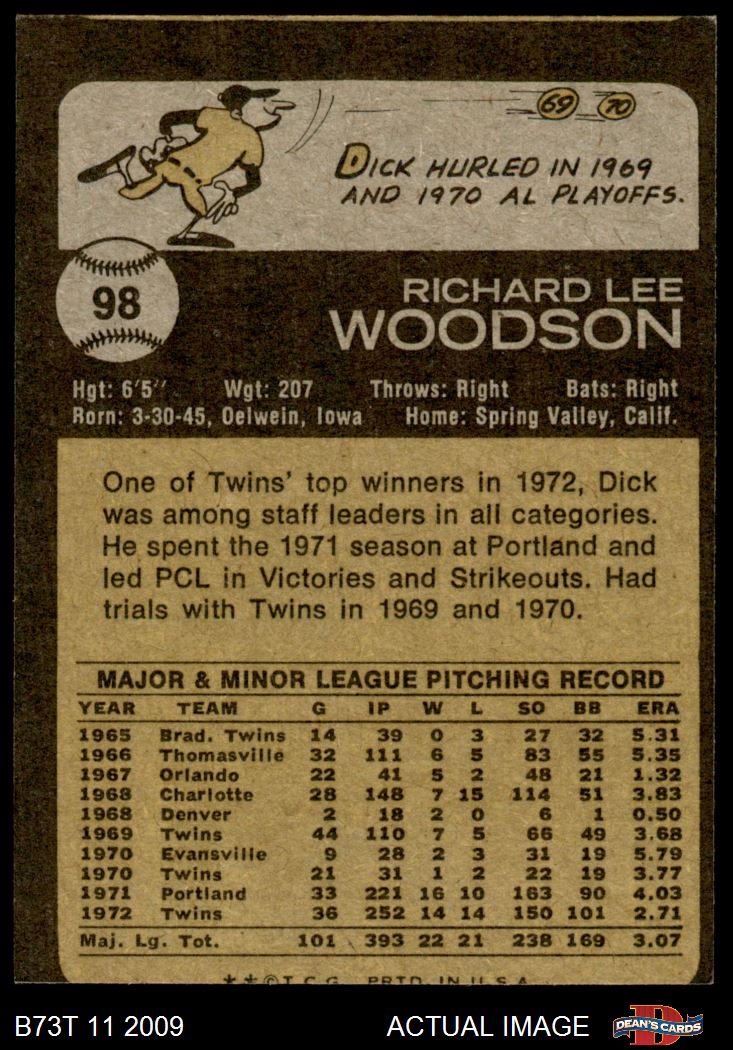 69 70
DICK HURLED IN 1969
AND 1970 AL PLAYOFFS.
98
RICHARD LEE
WOODSON
Hgt: 6'5" Wgt: 207 Throws: Right Bats: Right
Born: 3-30-45, Oelwein, Iowa Home: Spring Valley, Calif.
One of Twins' top winners in 1972, Dick
was among staff leaders in all categories.
He spent the 1971 season at Portland and
led PCL in Victories and Strikeouts. Had
trials with Twins in 1969 and 1970.
MAJOR & MINOR LEAGUE PITCHING RECORD
YEAR TEAM G IP W L SO BB ERA
1965 Brad. Twins 14 39 0 3 27 32 5.31
1966 Thomasville 32 111 6 5 83 55 5.35
1967 Orlando 22 41 5 2 48 21 1.32
1968 Charlotte 28 148 7 15 114 51 3.83
1968 Denver 2 18 2 0 6 1 0.50
1969 Twins 44 110 7 5 66 49 3.68
1970 Evansville 9 28 2 3 31 19 5.79
1970 Twins 21 31 1 2 22 19 3.77
1971 Portland 33 221 16 10 163 90 4.03
1972 Twins 36 252 14 14 150 101 2.71
Maj. Lg. Tot. 101 393 22 21 238 169 3.07
**©T.C.G. PRTD. IN U.S.A.
B73T 11 2009 ACTUAL IMAGE DEAN'S CARDS